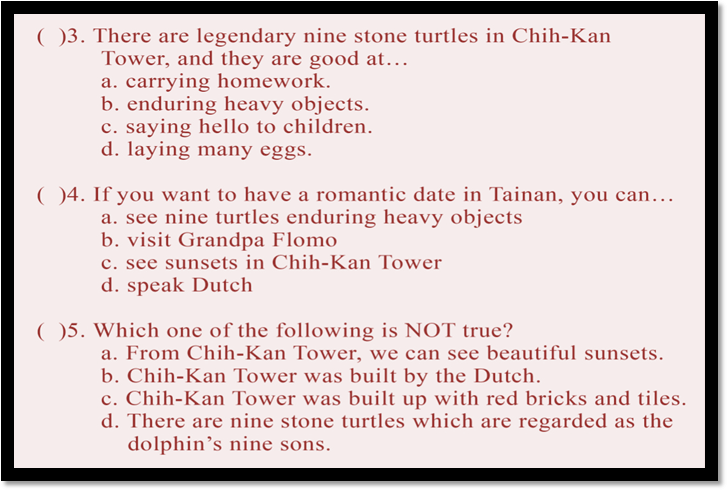 (  )3. There are legendary nine stone turtles in Chih-Kan
Tower, and they are good at…
a. carrying homework.
b. enduring heavy objects.
c. saying hello to children.
d. laying many eggs.
(  )4. If you want to have a romantic date in Tainan, you can…
a. see nine turtles enduring heavy objects
b. visit Grandpa Flomo
c. see sunsets in Chih-Kan Tower
d. speak Dutch
(  )5. Which one of the following is NOT true?
a. From Chih-Kan Tower, we can see beautiful sunsets.
b. Chih-Kan Tower was built by the Dutch.
c. Chih-Kan Tower was built up with red bricks and tiles.
d. There are nine stone turtles which are regarded as the
dolphin’s nine sons.